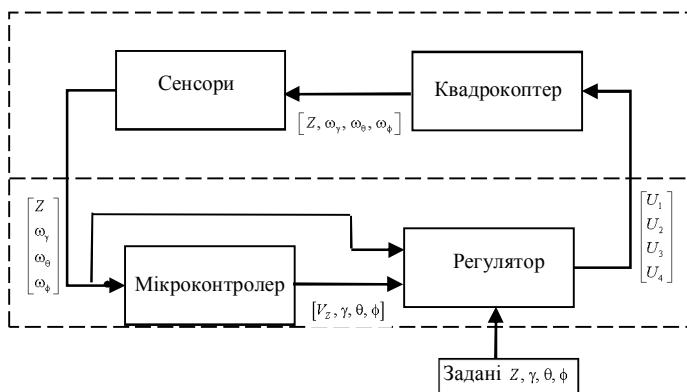 Сенсори
Квадрокоптер
[Z, ω_γ, ω_θ, ω_ϕ]
Z
ω_γ
ω_θ
ω_ϕ
U_1
U_2
U_3
U_4
Мікроконтролер
Регулятор
[V_Z, γ, θ, ϕ]
Задані Z, γ, θ, ϕ